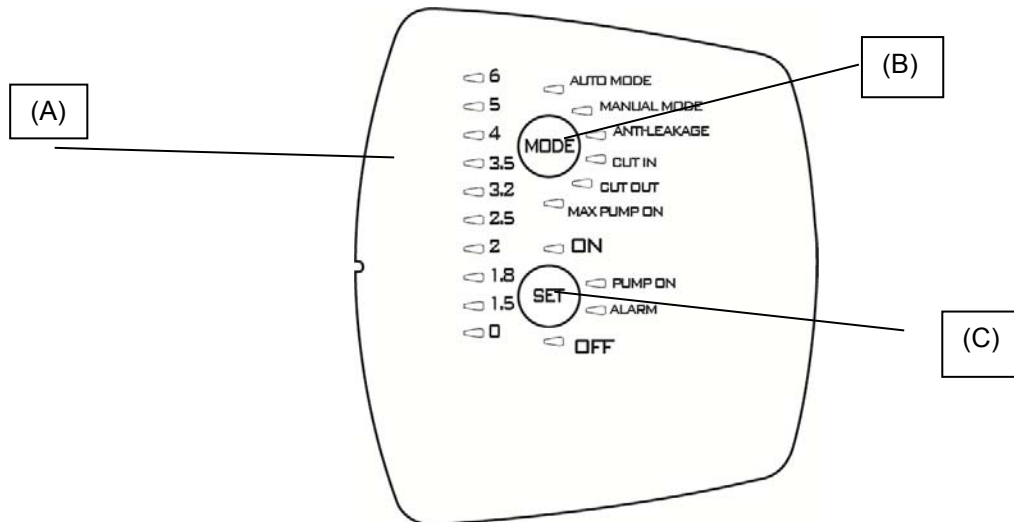 (A)
(B)
(C)
6
5
4
3.5
3.2
2.5
2
1.8
1.5
0
AUTO MODE
MANUAL MODE
ANTI-LEAKAGE
CUT IN
CUT OUT
MAX PUMP ON
MODE
ON
PUMP ON
ALARM
SET
OFF